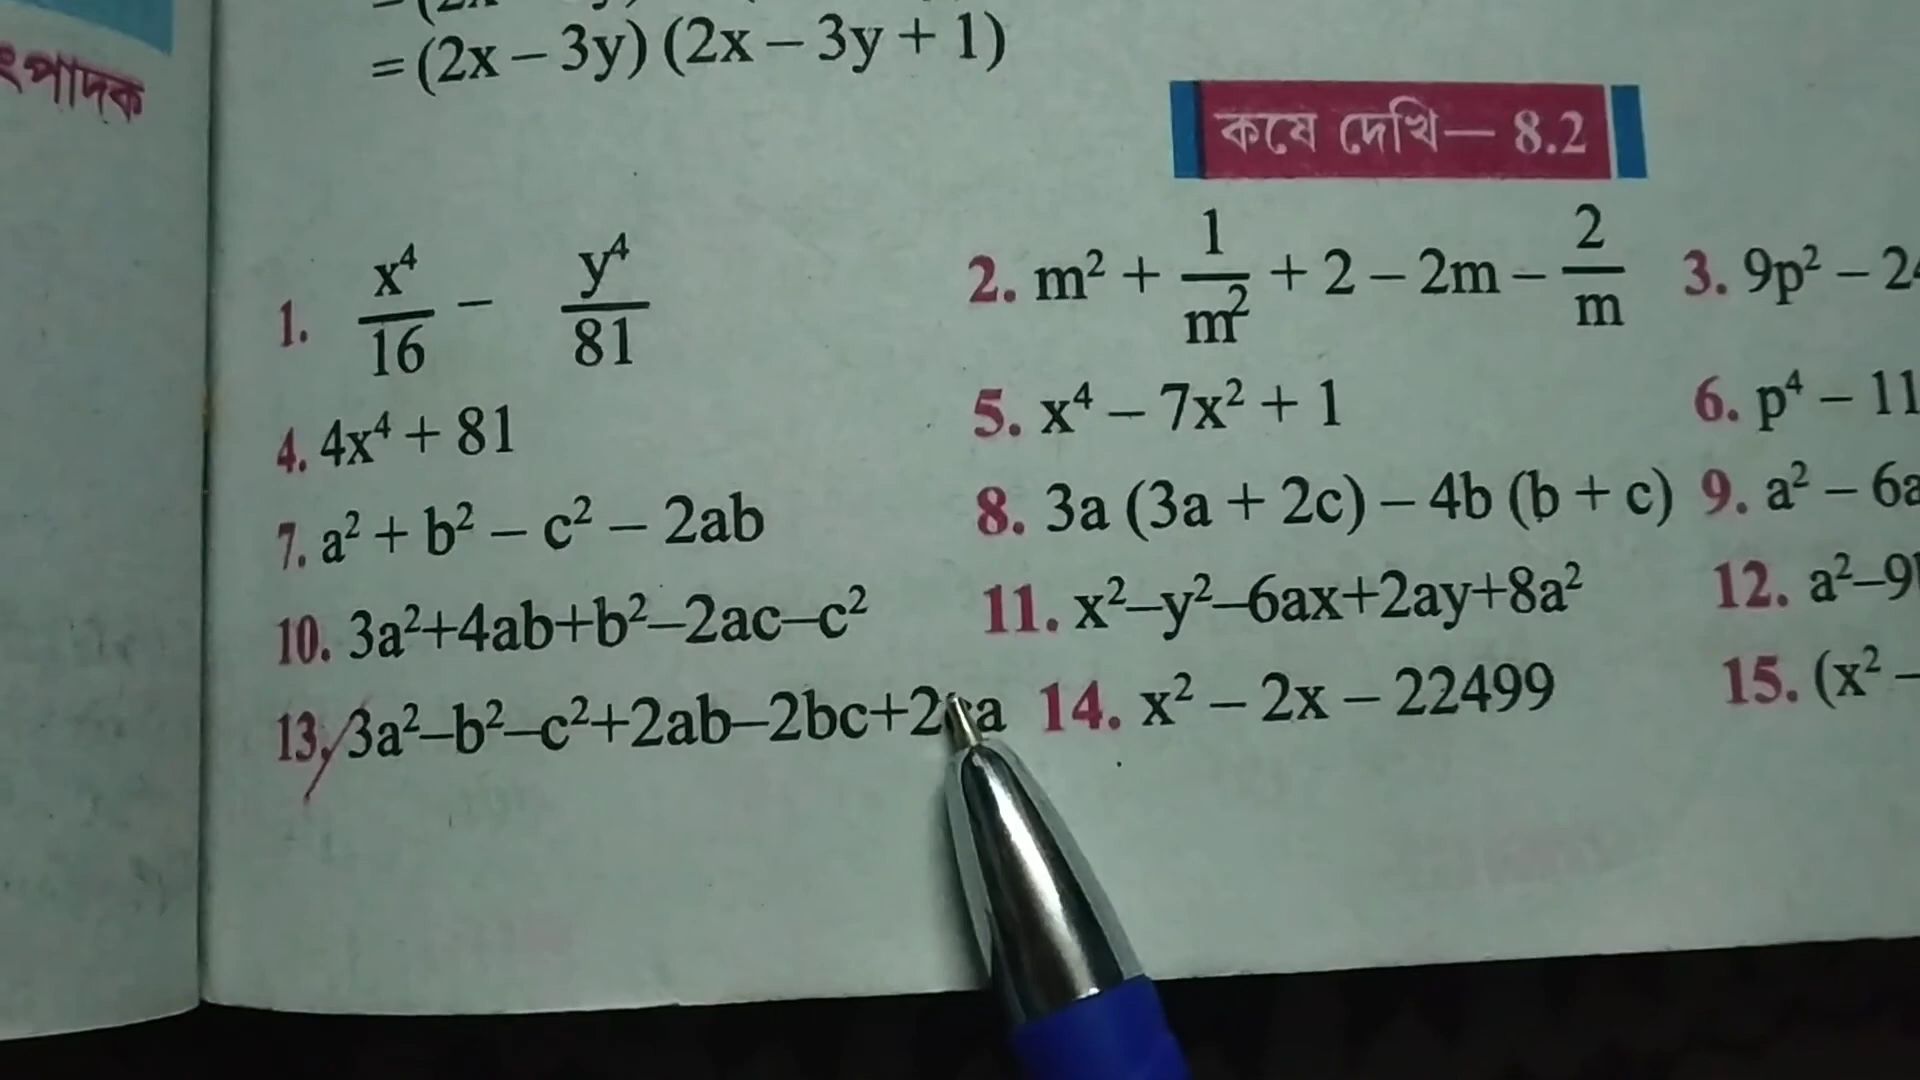 = (2x – 3y) (2x – 3y + 1)
কষে দেখি— 8.2
1. x⁴/16 – y⁴/81 2. m² + 1/m² + 2 – 2m – 2/m 3. 9p² –
4. 4x⁴ + 81 5. x⁴ – 7x² + 1 6. p⁴ – 11
7. a² + b² – c² – 2ab 8. 3a (3a + 2c) – 4b (b + c) 9. a² – 6a
10. 3a²+4ab+b²–2ac–c² 11. x²–y²–6ax+2ay+8a² 12. a²–9
13. 3a²–b²–c²+2ab–2bc+2 a 14. x² – 2x – 22499 15. (x² –